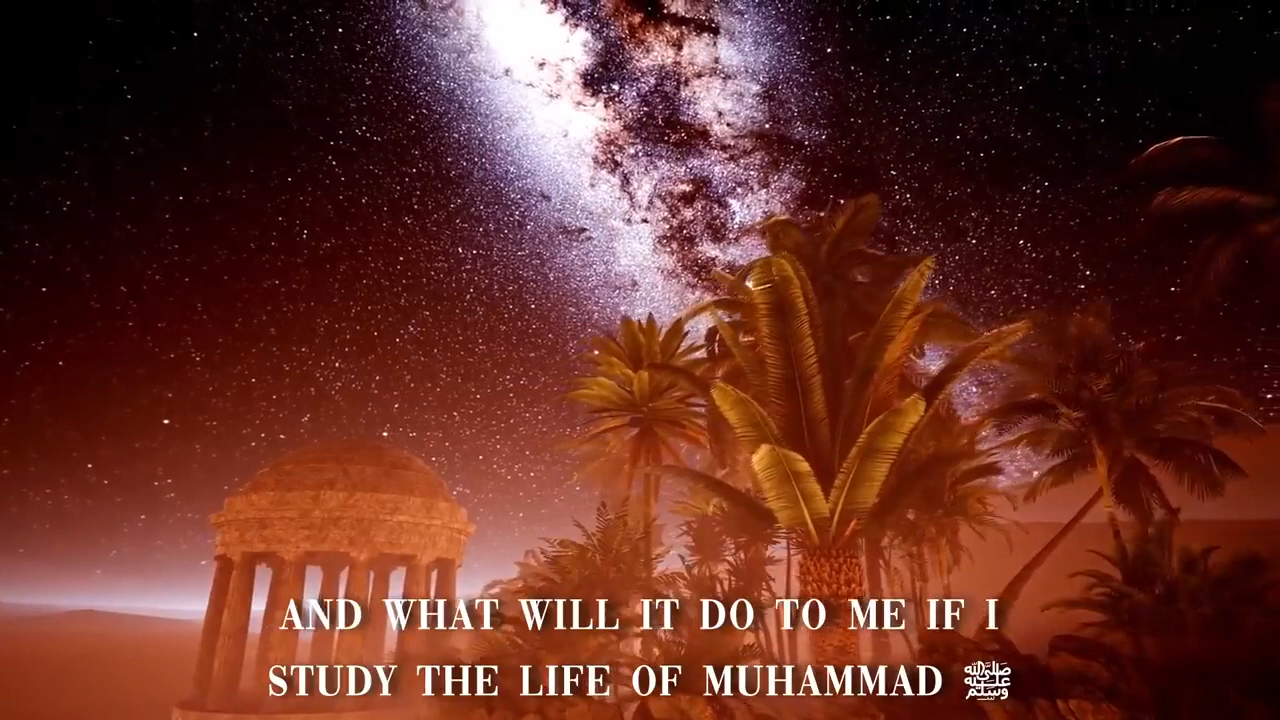 AND WHAT WILL IT DO TO ME IF I
STUDY THE LIFE OF MUHAMMAD ﷺ